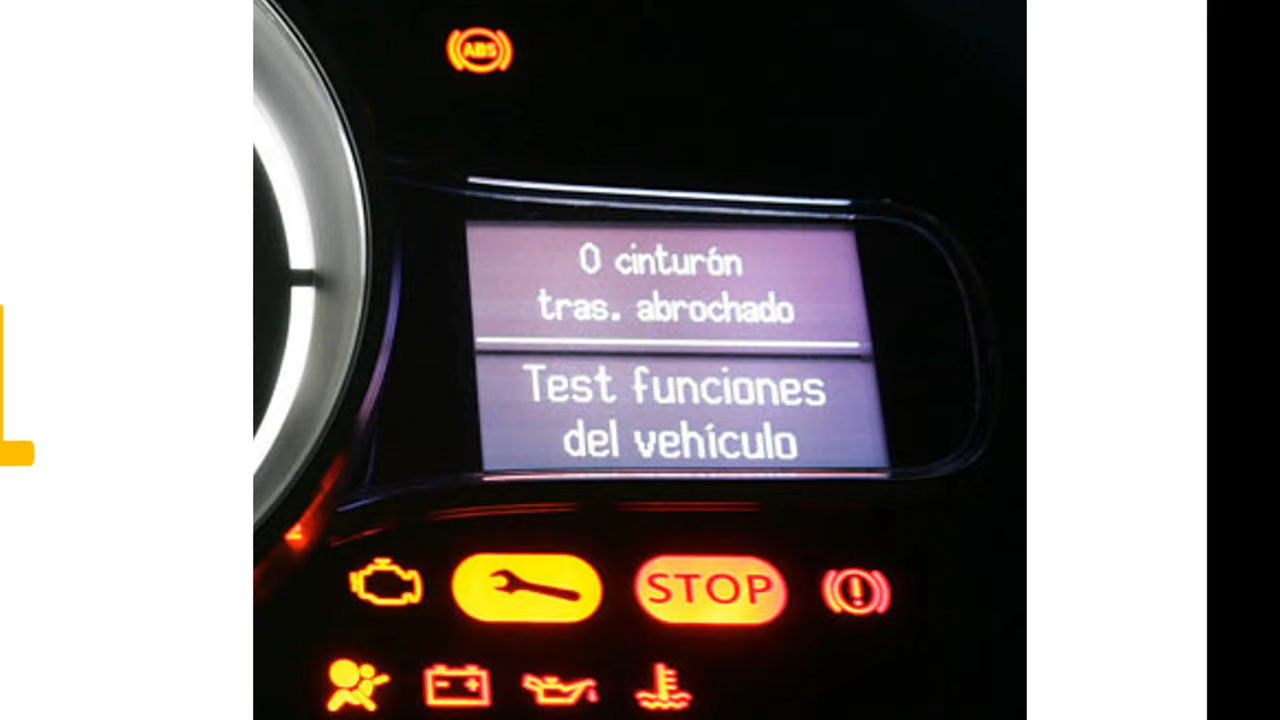 ABS
0 cinturón
tras. abrochado
Test funciones
del vehículo
STOP